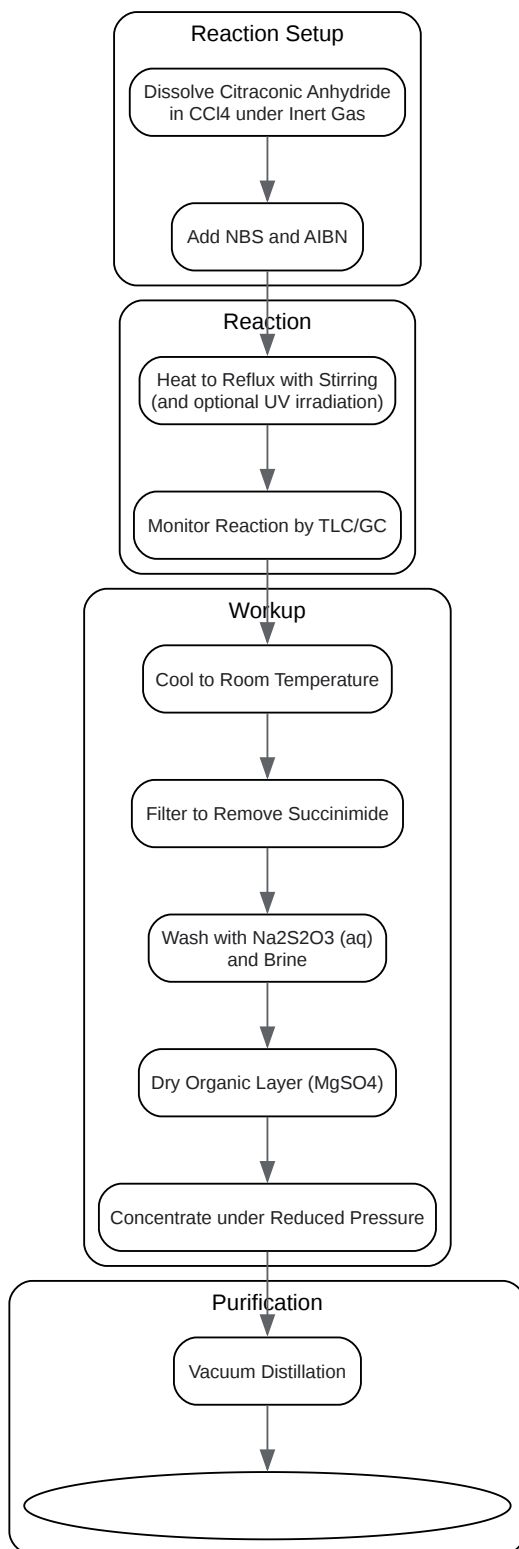 Reaction Setup
Dissolve Citraconic Anhydride
in CCl4 under Inert Gas
Add NBS and AIBN
Reaction
Heat to Reflux with Stirring
(and optional UV irradiation)
Monitor Reaction by TLC/GC
Workup
Cool to Room Temperature
Filter to Remove Succinimide
Wash with Na2S2O3 (aq)
and Brine
Dry Organic Layer (MgSO4)
Concentrate under Reduced Pressure
Purification
Vacuum Distillation